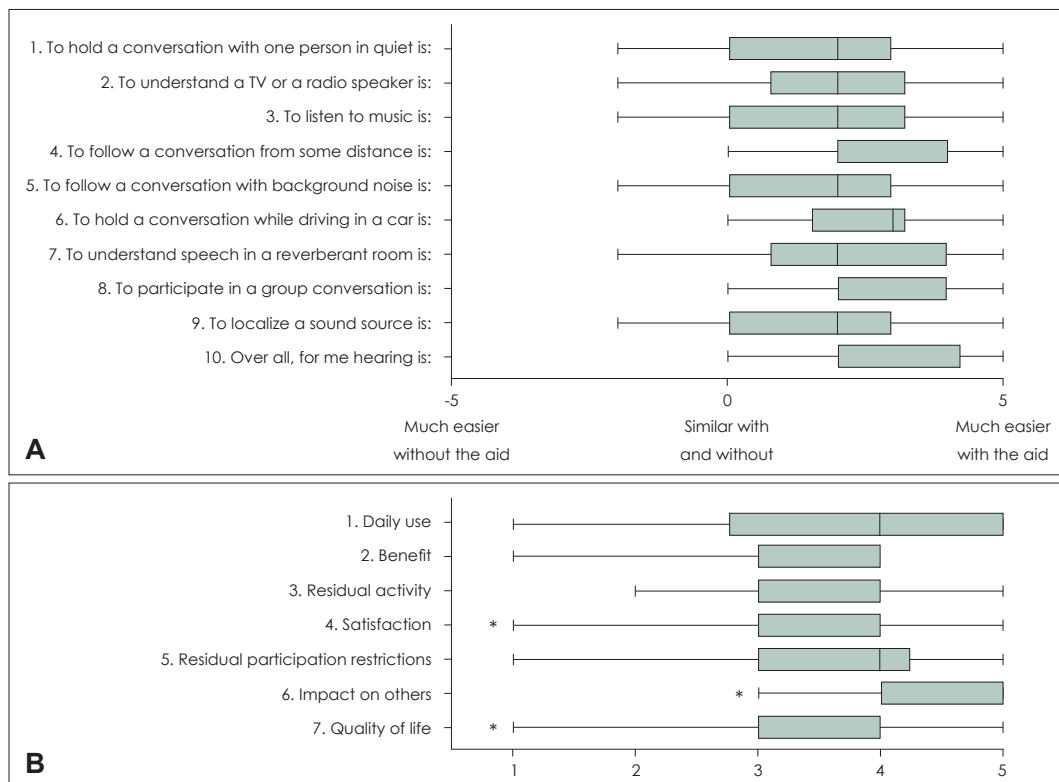 1. To hold a conversation with one person in quiet is:
2. To understand a TV or a radio speaker is:
3. To listen to music is:
4. To follow a conversation from some distance is:
5. To follow a conversation with background noise is:
6. To hold a conversation while driving in a car is:
7. To understand speech in a reverberant room is:
8. To participate in a group conversation is:
9. To localize a sound source is:
10. Over all, for me hearing is:
-5 0 5
Much easier Similar with Much easier
without the aid and without with the aid
A
1. Daily use
2. Benefit
3. Residual activity
4. Satisfaction *
5. Residual participation restrictions
6. Impact on others *
7. Quality of life *
B
1 2 3 4 5